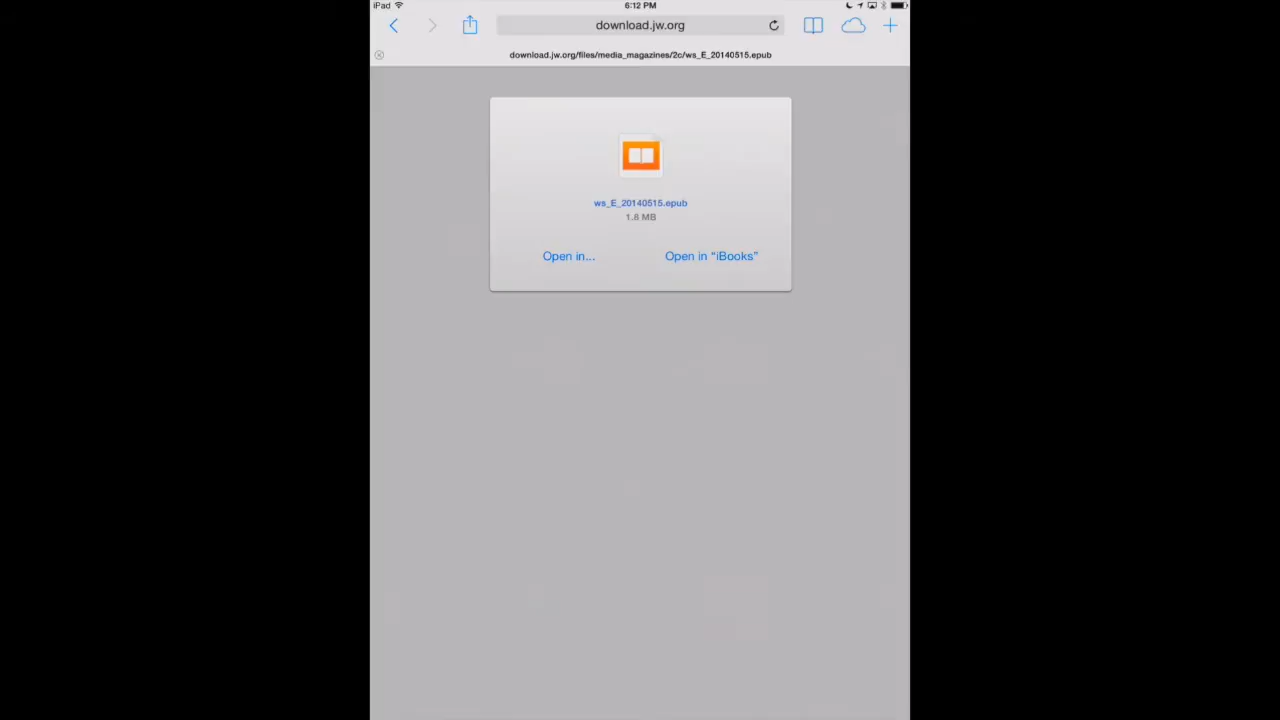 iPad 6:12 PM
download.jw.org
download.jw.org/files/media_magazines/2c/ws_E_20140515.epub
ws_E_20140515.epub
1.8 MB
Open in... Open in “iBooks”